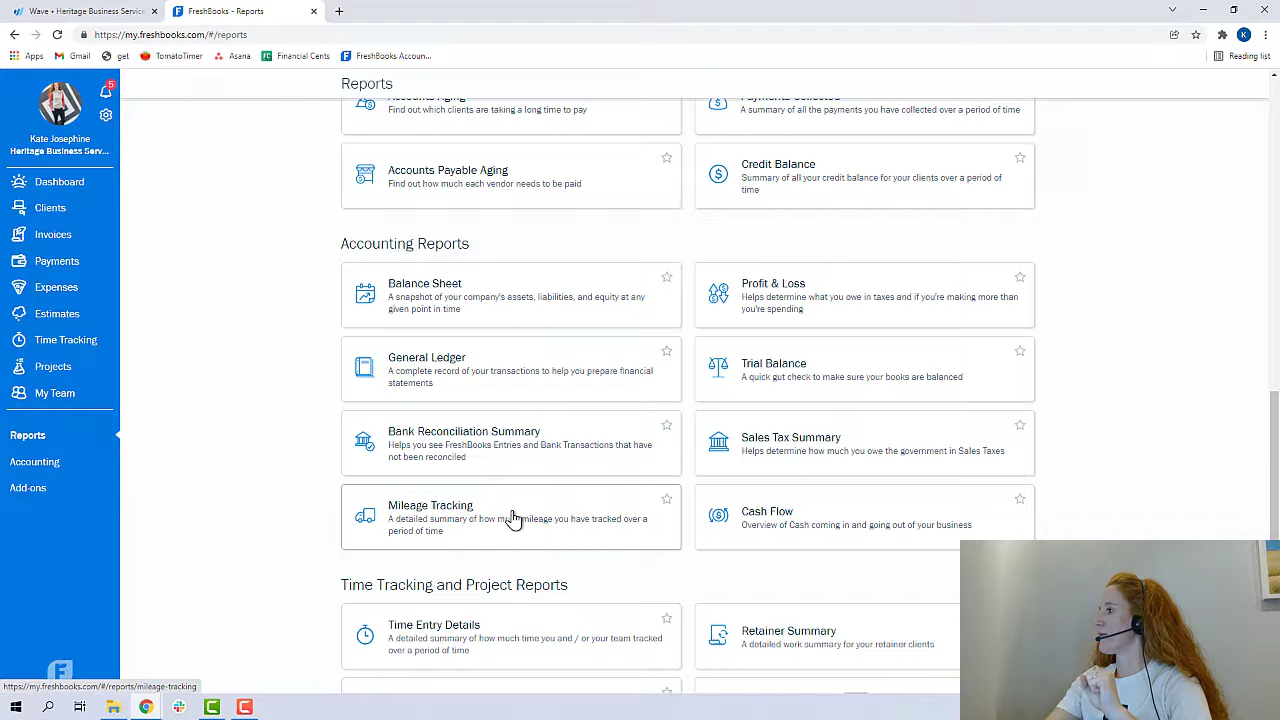 Wave • Heritage Business Service
FreshBooks - Reports
https://my.freshbooks.com/#/reports
K
Apps
Gmail
get
TomatoTimer
Asana
Financial Cents
FreshBooks Accoun...
Reading list
5
Kate Josephine
Heritage Business Serv...
Dashboard
Clients
Invoices
Payments
Expenses
Estimates
Time Tracking
Projects
My Team
Reports
Accounting
Add-ons
Reports
Accounts Aging
Find out which clients are taking a long time to pay
Payments Collected
A summary of all the payments you have collected over a period of time
Accounts Payable Aging
Find out how much each vendor needs to be paid
Credit Balance
Summary of all your credit balance for your clients over a period of
time
Accounting Reports
Balance Sheet
A snapshot of your company's assets, liabilities, and equity at any
given point in time
Profit & Loss
Helps determine what you owe in taxes and if you're making more than
you're spending
General Ledger
A complete record of your transactions to help you prepare financial
statements
Trial Balance
A quick gut check to make sure your books are balanced
Bank Reconciliation Summary
Helps you see FreshBooks Entries and Bank Transactions that have
not been reconciled
Sales Tax Summary
Helps determine how much you owe the government in Sales Taxes
Mileage Tracking
A detailed summary of how much mileage you have tracked over a
period of time
Cash Flow
Overview of Cash coming in and going out of your business
Time Tracking and Project Reports
Time Entry Details
A detailed summary of how much time you and / or your team tracked
over a period of time
Retainer Summary
A detailed work summary for your retainer clients
https://my.freshbooks.com/#/reports/mileage-tracking